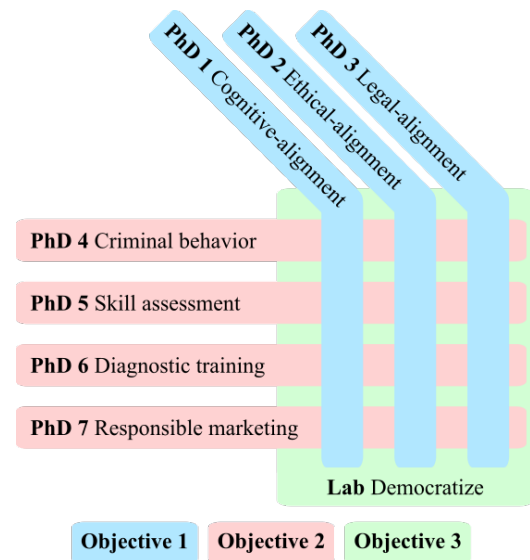 PhD 1 Cognitive-alignment
PhD 2 Ethical-alignment
PhD 3 Legal-alignment
PhD 4 Criminal behavior
PhD 5 Skill assessment
PhD 6 Diagnostic training
PhD 7 Responsible marketing
Lab Democratize
Objective 1
Objective 2
Objective 3